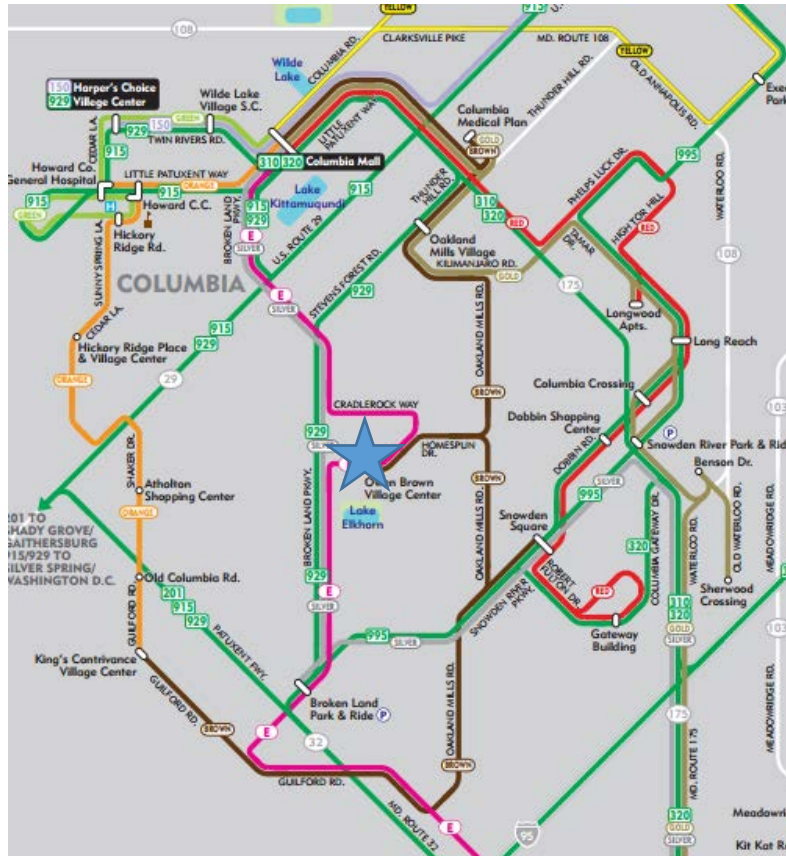 YELLOW
915
U.S.
108
CLARKSVILLE PIKE
MD. ROUTE 108
YELLOW
OLD ANNAPOLIS RD.
COLUMBIA RD.
Wilde
Lake
THUNDER HILL RD.
Exec
Park
150 Harper's Choice
929 Village Center
Wilde Lake
Village S.C.
CEDAR LA.
GREEN
150
929
TWIN RIVERS RD.
915
LITTLE
PATUXENT WAY
Columbia
Medical Plan
GOLD
BROWN
310 320 Columbia Mall
Howard Co.
General Hospital
LITTLE PATUXENT WAY
915
ORANGE
915
GREEN
H
Howard C.C.
Hickory
Ridge Rd.
Lake
Kittamuqundi
915
915
929
BROKEN LAND
PKWY.
E
SILVER
U.S. ROUTE 29
THUNDER
HILL RD.
310
320
RED
PHELPS LUCK DR.
995
WATERLOO RD.
HIGH TOR HILL
RED
TAMAR
DR.
Oakland
Mills Village
KILIMANJARO RD.
GOLD
108
SUNNY SPRING LA.
COLUMBIA
E
SILVER
STEVENS FOREST RD.
929
175
OAKLAND MILLS RD.
Longwood
Apts.
CEDAR LA.
915
929
Hickory Ridge Place
& Village Center
Long Reach
ORANGE
29
Columbia Crossing
BROWN
CRADLEROCK WAY
103
Dobbin Shopping
Center
929
HOMESPUN
DR.
P
Snowden River Park & Ride
DOBBIN RD.
Benson Dr.
SHAKER DR.
Atholton
Shopping Center
Owen Brown
Village Center
BROWN
995
SILVER
Lake
Elkhorn
BROKEN LAND PKWY.
ORANGE
201 TO
SHADY GROVE/
GAITHERSBURG
915/929 TO
SILVER SPRING/
WASHINGTON D.C.
OAKLAND MILLS RD.
Snowden
Square
320
COLUMBIA GATEWAY DR.
WATERLOO RD.
OLD WATERLOO RD.
MEADOWRIDGE RD.
Old Columbia Rd.
929
E
SILVER
ROBERT
FULTON DR.
RED
Sherwood
Crossing
201
915
929
GUILFORD RD.
PATUXENT PKWY.
SNOWDEN RIVER
PKWY.
310
320
GOLD
SILVER
Gateway
Building
103
995
SILVER
King's Contrivance
Village Center
Broken Land
Park & Ride P
GUILFORD RD.
BROWN
E
32
OAKLAND MILLS RD.
BROWN
175
MD. ROUTE 175
MEADOWRIDGE RD.
GUILFORD RD.
MD. ROUTE 32
E
95
320
GOLD
SILVER
Meadowri
Kit Kat R